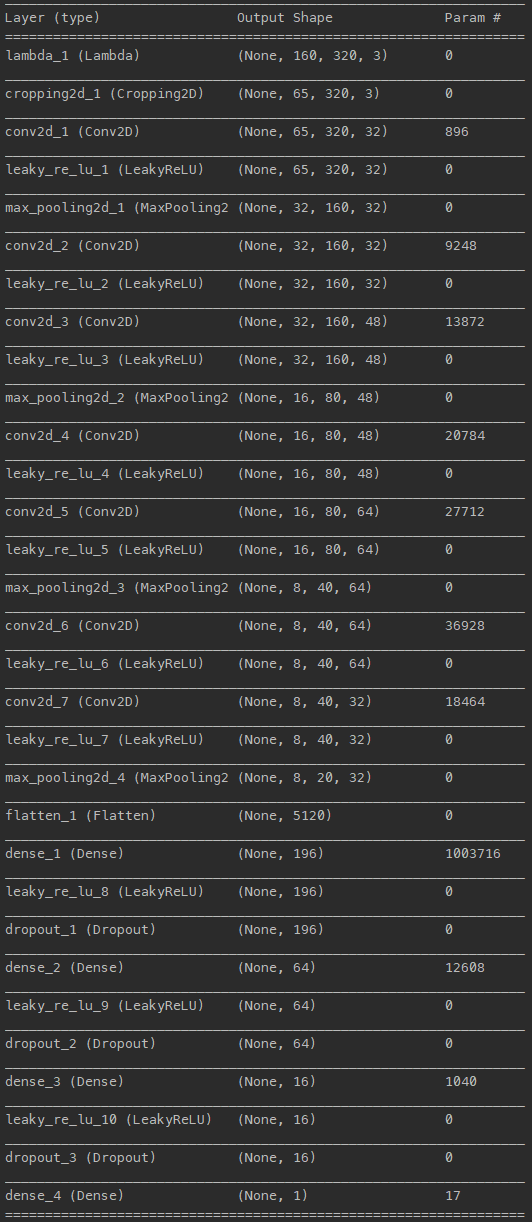 Layer (type) Output Shape Param #
=================================================================
lambda_1 (Lambda) (None, 160, 320, 3) 0
cropping2d_1 (Cropping2D) (None, 65, 320, 3) 0
conv2d_1 (Conv2D) (None, 65, 320, 32) 896
leaky_re_lu_1 (LeakyReLU) (None, 65, 320, 32) 0
max_pooling2d_1 (MaxPooling2 (None, 32, 160, 32) 0
conv2d_2 (Conv2D) (None, 32, 160, 32) 9248
leaky_re_lu_2 (LeakyReLU) (None, 32, 160, 32) 0
conv2d_3 (Conv2D) (None, 32, 160, 48) 13872
leaky_re_lu_3 (LeakyReLU) (None, 32, 160, 48) 0
max_pooling2d_2 (MaxPooling2 (None, 16, 80, 48) 0
conv2d_4 (Conv2D) (None, 16, 80, 48) 20784
leaky_re_lu_4 (LeakyReLU) (None, 16, 80, 48) 0
conv2d_5 (Conv2D) (None, 16, 80, 64) 27712
leaky_re_lu_5 (LeakyReLU) (None, 16, 80, 64) 0
max_pooling2d_3 (MaxPooling2 (None, 8, 40, 64) 0
conv2d_6 (Conv2D) (None, 8, 40, 64) 36928
leaky_re_lu_6 (LeakyReLU) (None, 8, 40, 64) 0
conv2d_7 (Conv2D) (None, 8, 40, 32) 18464
leaky_re_lu_7 (LeakyReLU) (None, 8, 40, 32) 0
max_pooling2d_4 (MaxPooling2 (None, 8, 20, 32) 0
flatten_1 (Flatten) (None, 5120) 0
dense_1 (Dense) (None, 196) 1003716
leaky_re_lu_8 (LeakyReLU) (None, 196) 0
dropout_1 (Dropout) (None, 196) 0
dense_2 (Dense) (None, 64) 12608
leaky_re_lu_9 (LeakyReLU) (None, 64) 0
dropout_2 (Dropout) (None, 64) 0
dense_3 (Dense) (None, 16) 1040
leaky_re_lu_10 (LeakyReLU) (None, 16) 0
dropout_3 (Dropout) (None, 16) 0
dense_4 (Dense) (None, 1) 17
=================================================================